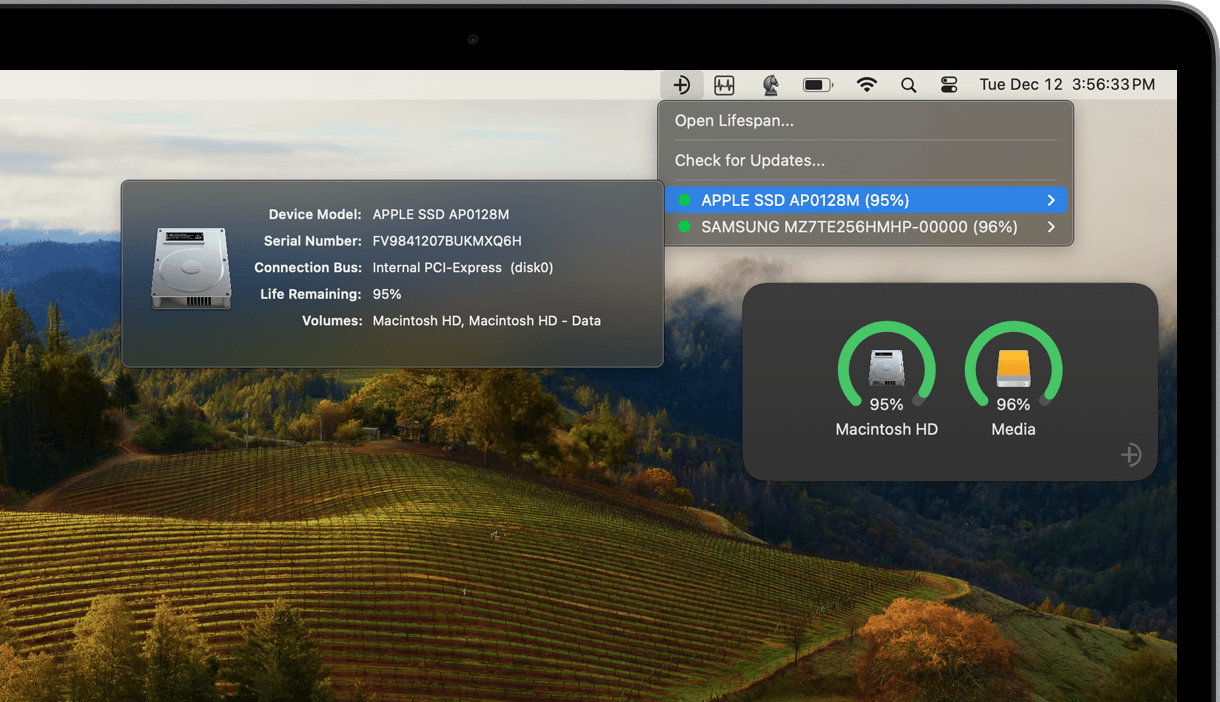 Tue Dec 12 3:56:33 PM
Open Lifespan...
Check for Updates...
APPLE SSD AP0128M (95%)
SAMSUNG MZ7TE256HMHP-00000 (96%)
Device Model: APPLE SSD AP0128M
Serial Number: FV9841207BUKMXQ6H
Connection Bus: Internal PCI-Express (disk0)
Life Remaining: 95%
Volumes: Macintosh HD, Macintosh HD - Data
95%
Macintosh HD
96%
Media